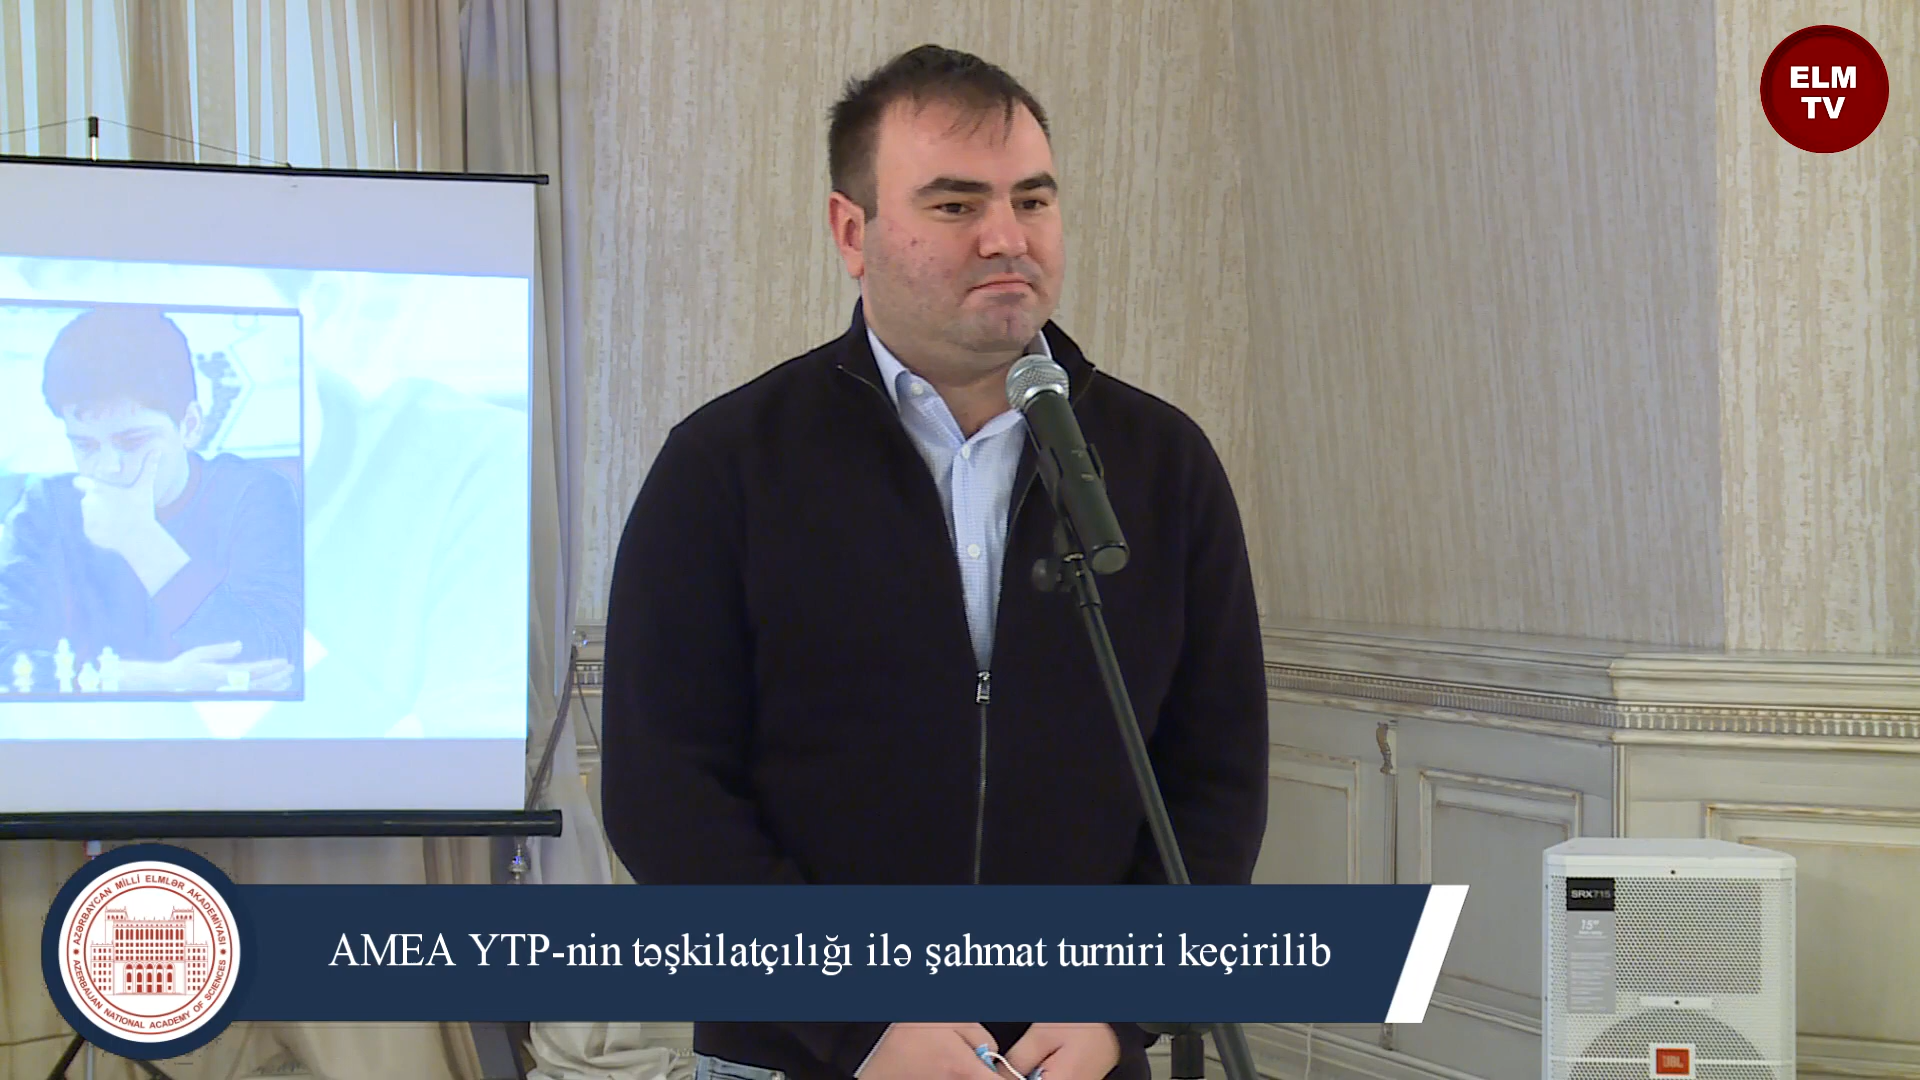 ELM
TV
AMEA YTP-nin təşkilatçılığı ilə şahmat turniri keçirilib
AZƏRBAYCAN MİLLİ ELMLƏR AKADEMİYASI
AZERBAIJAN NATIONAL ACADEMY OF SCIENCES
SRX715
15"
JBL